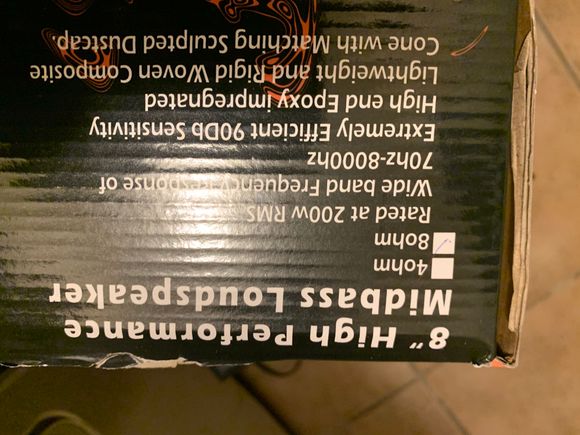 8" High Performance
Midbass Loudspeaker
4ohm
8ohm
Rated at 200w RMS
Wide band Frequency Response of
70hz-8000hz
Extremely Efficient 90Db Sensitivity
High end Epoxy impregnated
Lightweight and Rigid Woven Composite
Cone with Matching Sculpted Dustcap.